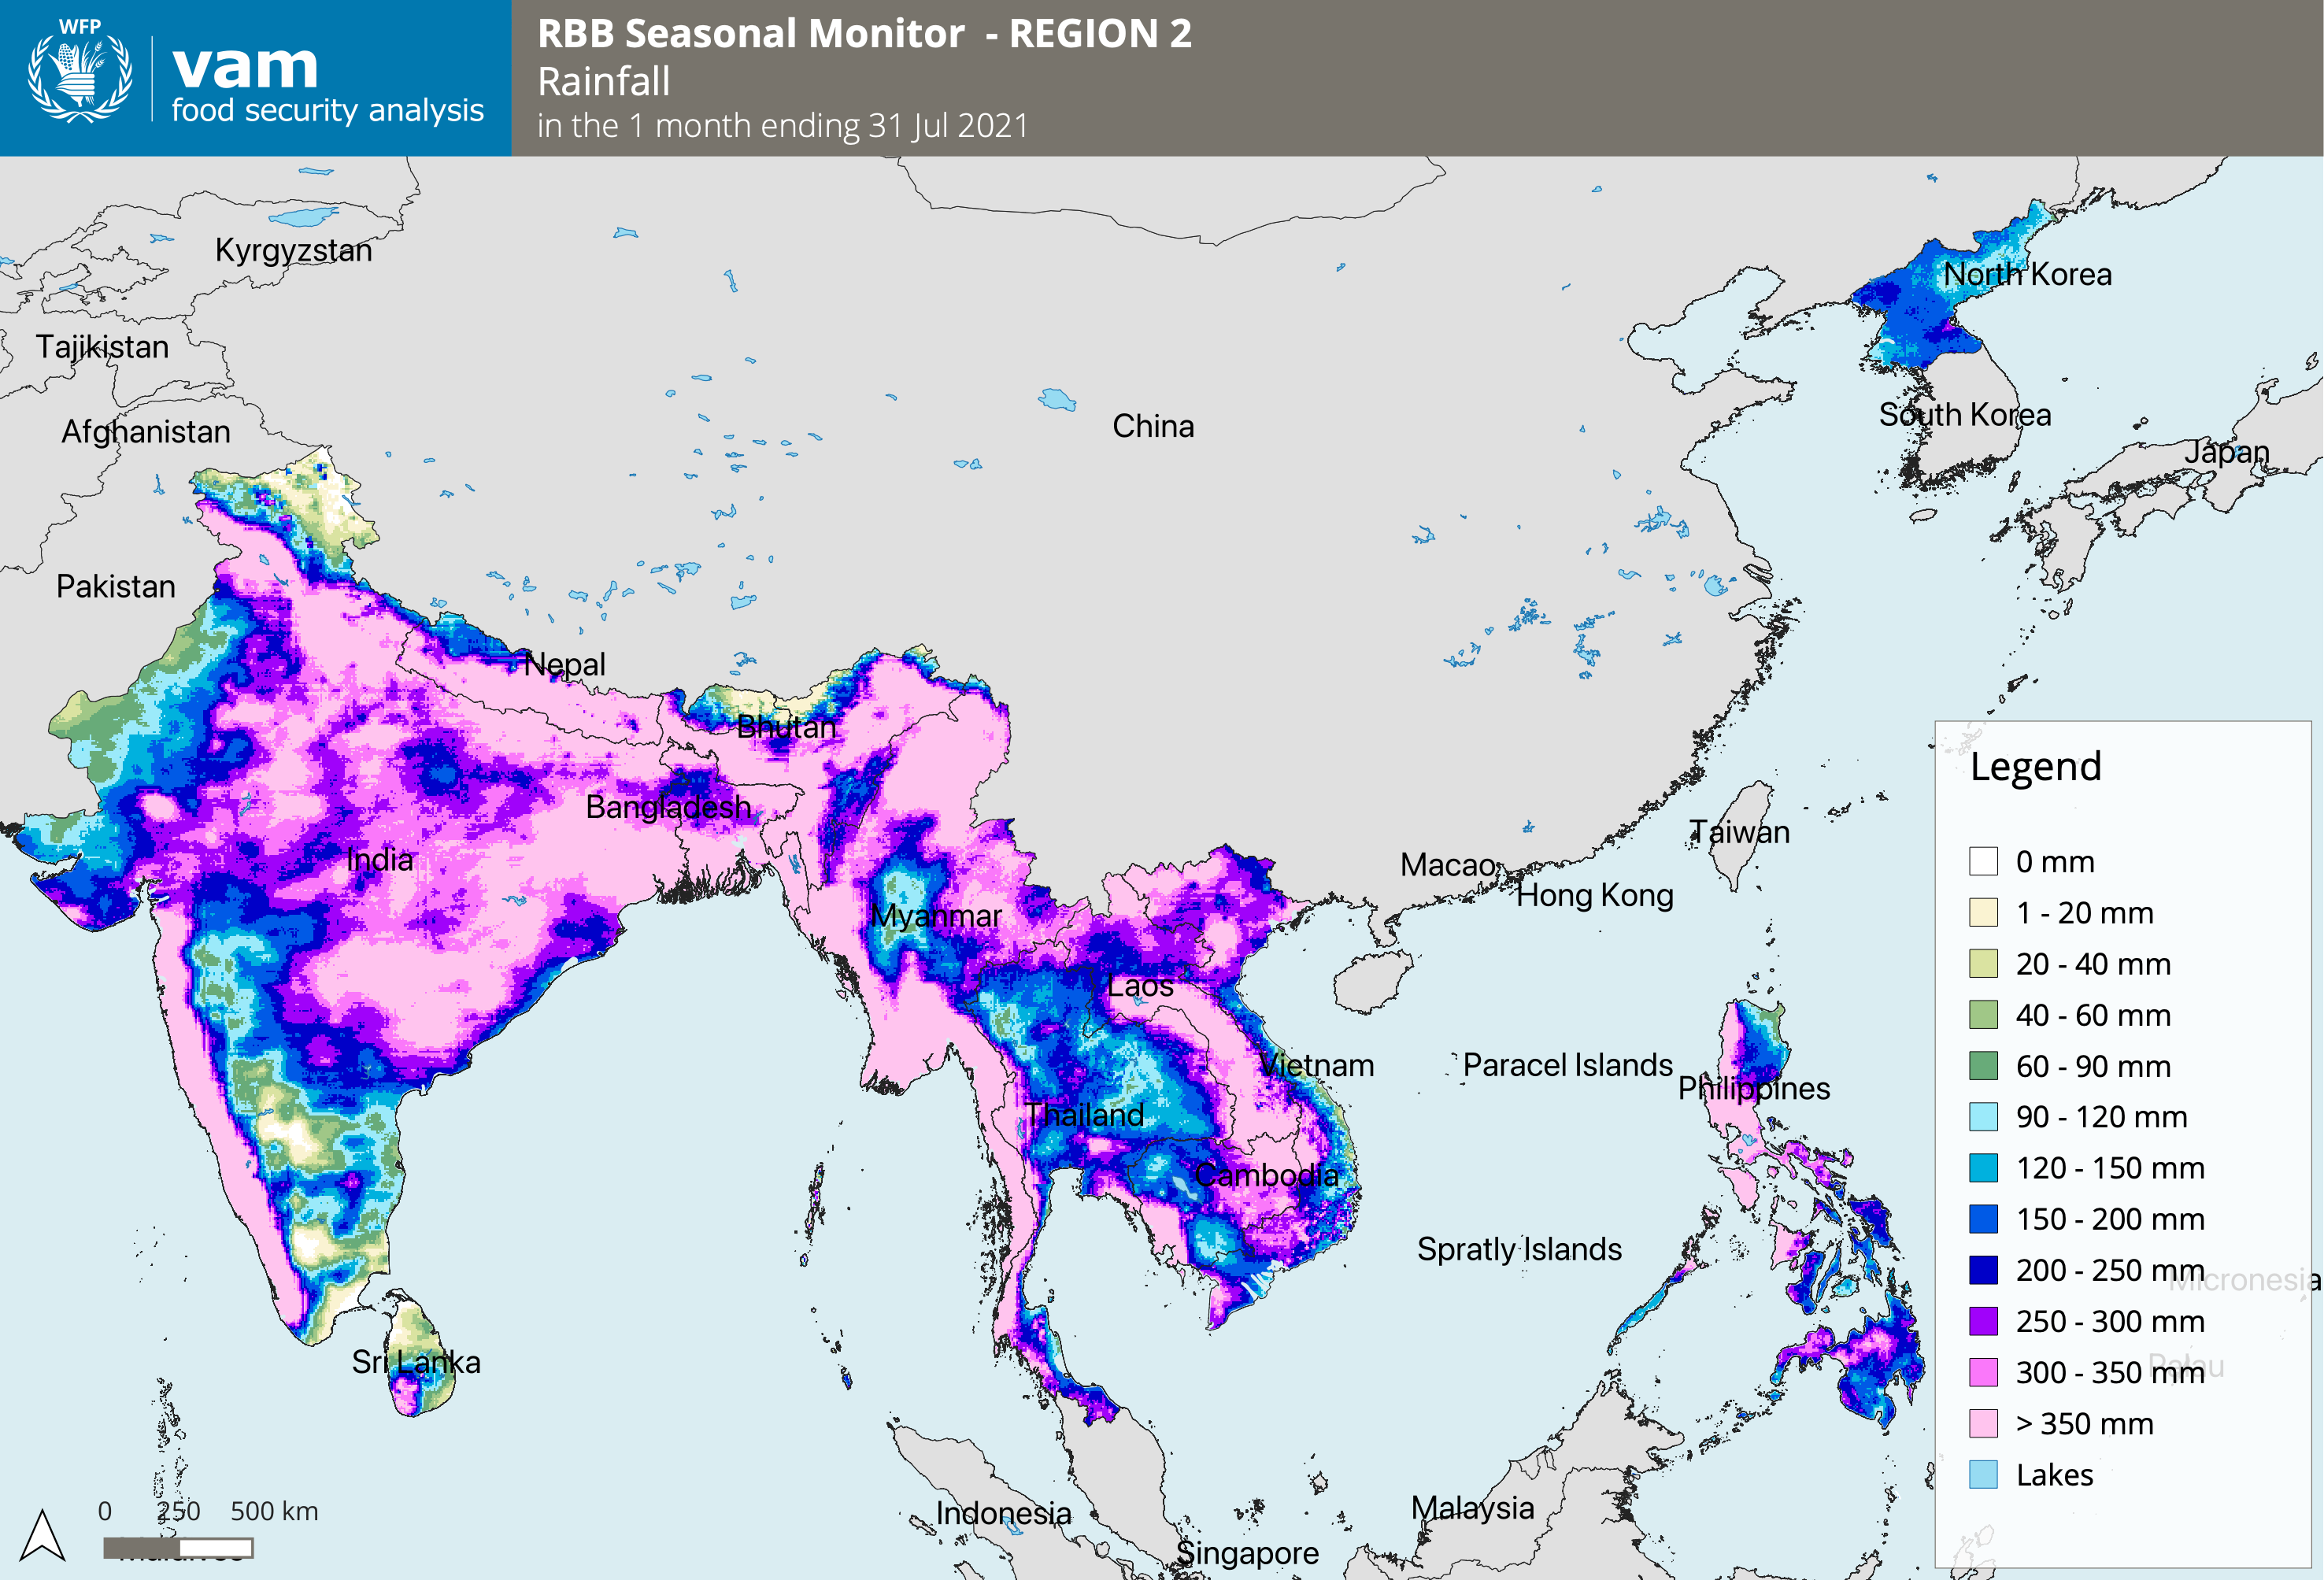 WFP
vam
food security analysis
RBB Seasonal Monitor - REGION 2
Rainfall
in the 1 month ending 31 Jul 2021
Kyrgyzstan
North Korea
Tajikistan
Afghanistan
China
South Korea
Japan
Pakistan
Nepal
Bhutan
Bangladesh
India
Myanmar
Macao
Hong Kong
Taiwan
Laos
Vietnam
Paracel Islands
Philippines
Thailand
Cambodia
Spratly Islands
Sri Lanka
Indonesia
Malaysia
Singapore
Maldives
0 250 500 km
Legend
0 mm
1 - 20 mm
20 - 40 mm
40 - 60 mm
60 - 90 mm
90 - 120 mm
120 - 150 mm
150 - 200 mm
200 - 250 mm
Micronesia
250 - 300 mm
300 - 350 mm
Palau
> 350 mm
Lakes